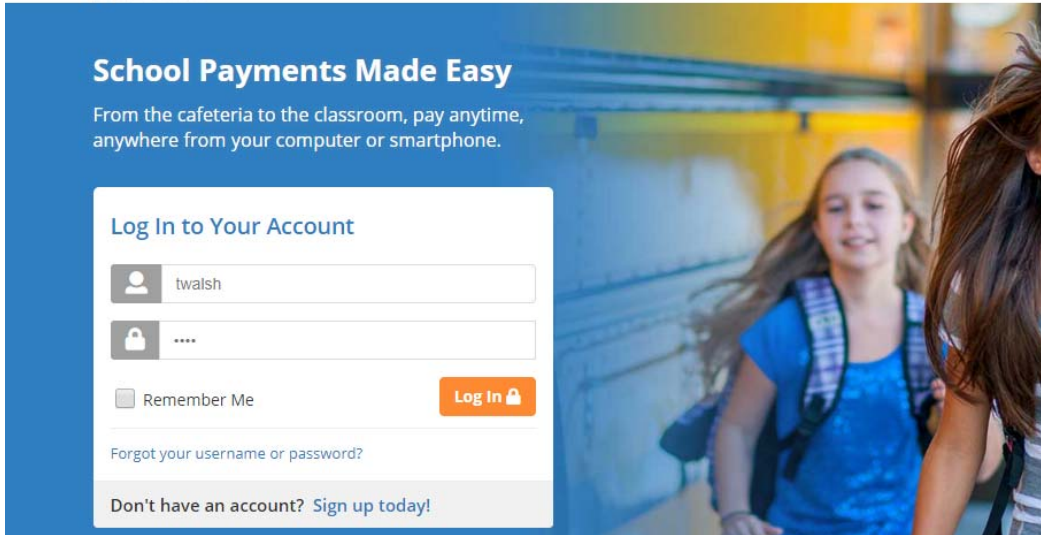 School Payments Made Easy
From the cafeteria to the classroom, pay anytime,
anywhere from your computer or smartphone.
Log In to Your Account
twalsh
••••
Remember Me
Log In
Forgot your username or password?
Don't have an account? Sign up today!